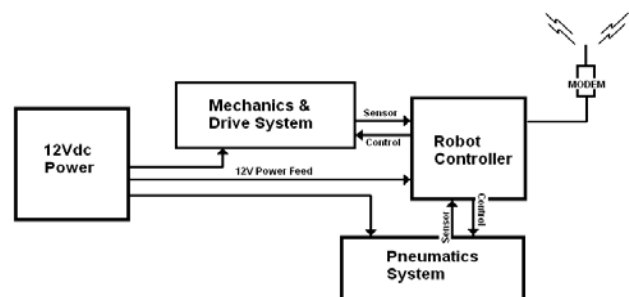 MODEM
Mechanics &
Drive System
Sensor
Control
12Vdc
Power
Robot
Controller
12V Power Feed
Sensor
Control
Pneumatics
System